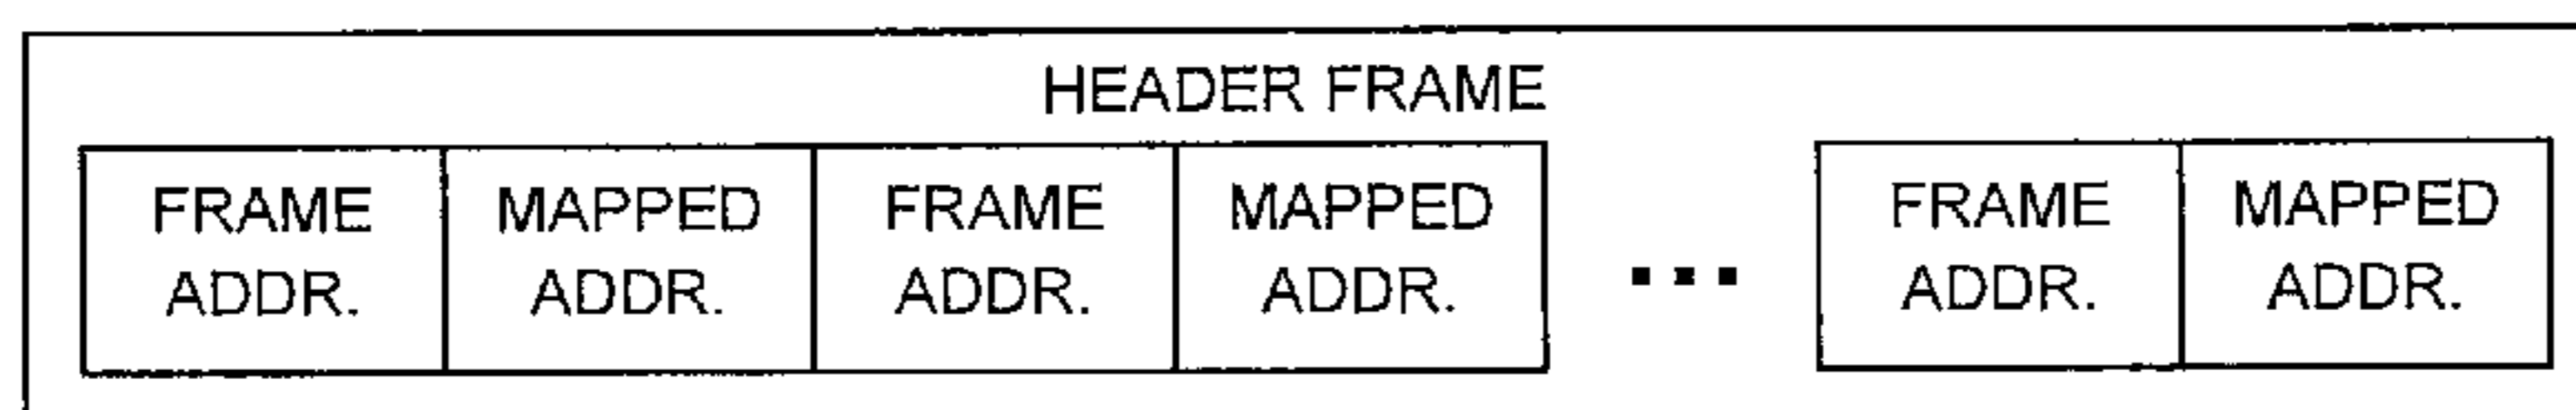 HEADER FRAME
FRAME MAPPED FRAME MAPPED FRAME MAPPED
ADDR. ADDR. ADDR. ADDR. ... ADDR. ADDR.